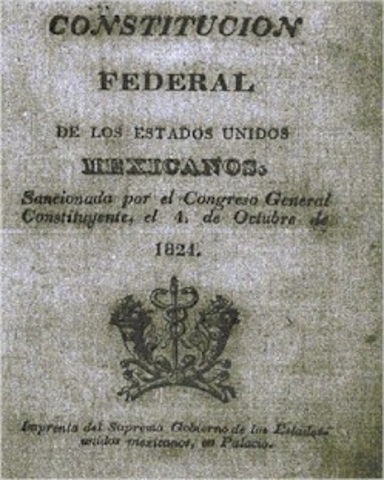 CONSTITUCION
FEDERAL
DE LOS ESTADOS UNIDOS
MEXICANOS.
Sancionada por el Congreso General
Constituyente, el 4. de Octubre de
1824.
Imprenta del Supremo Gobierno de los Estados
unidos mexicanos, en Palacio.